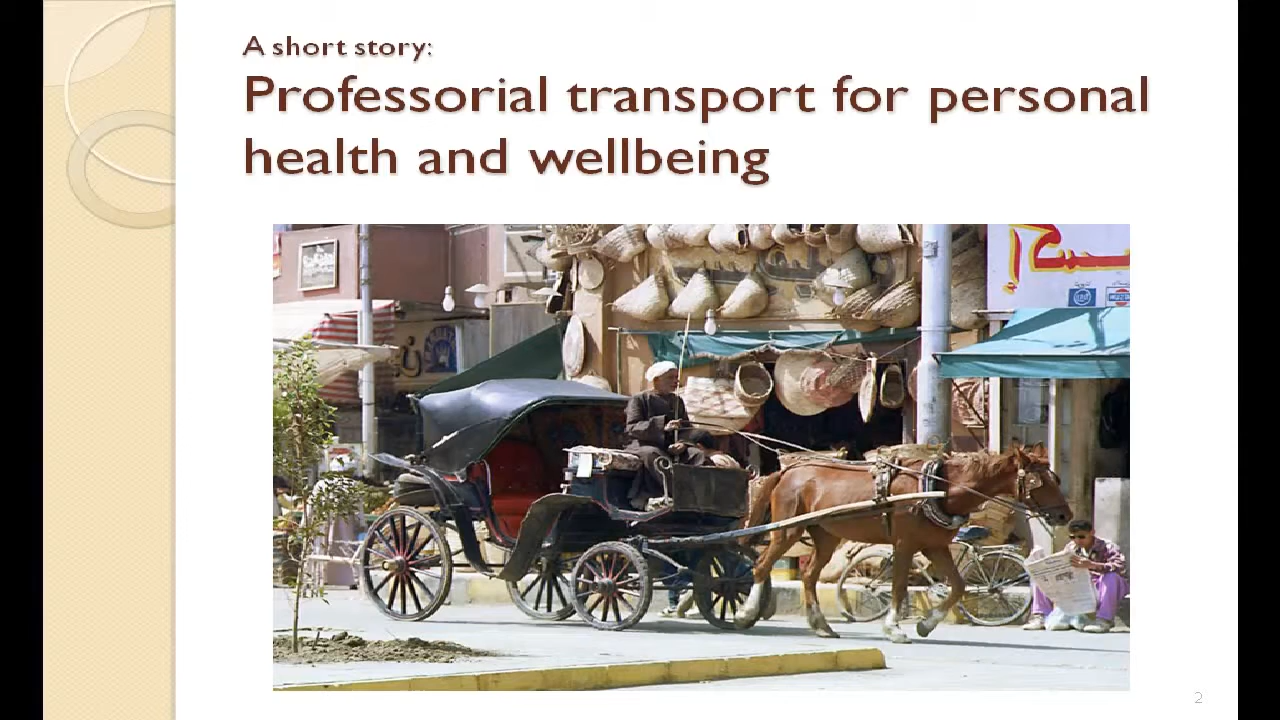 A short story:
Professorial transport for personal
health and wellbeing
2